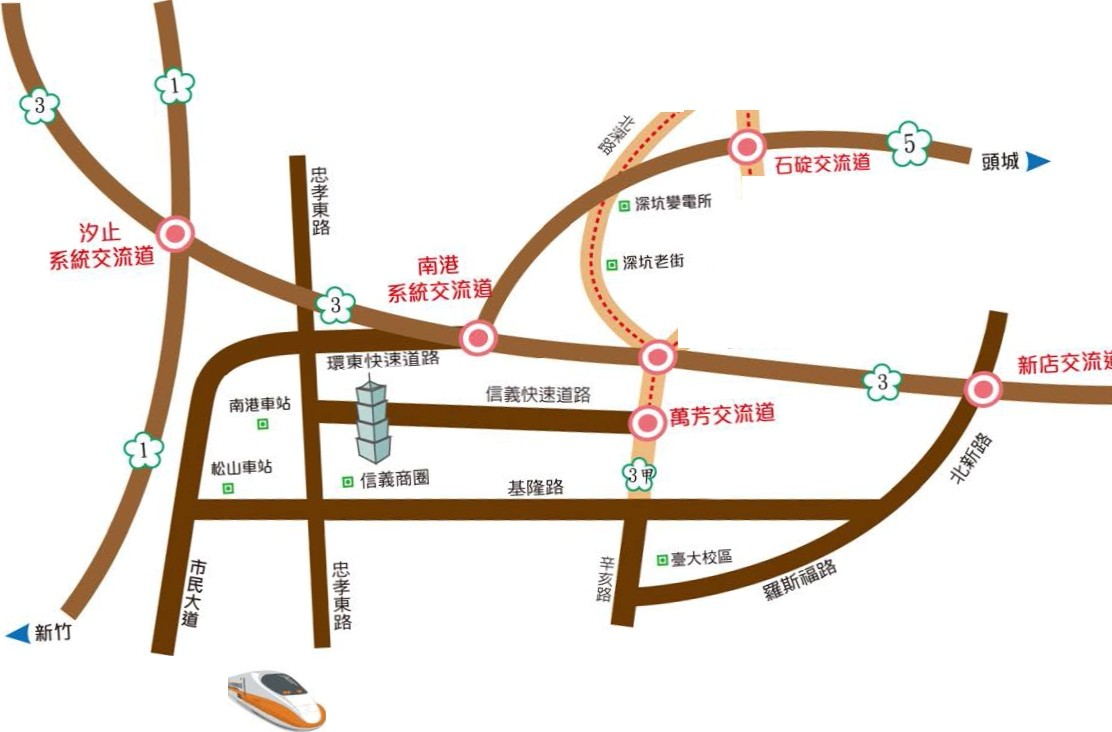 1
3
北深路
5
石碇交流道
頭城
忠孝東路
深坑變電所
汐止
系統交流道
深坑老街
南港
系統交流道
3
環東快速道路
新店交流
3
信義快速道路
南港車站
萬芳交流道
1
北新路
松山車站
信義商圈
3甲
基隆路
臺大校區
市民大道
忠孝東路
辛亥路
羅斯福路
新竹